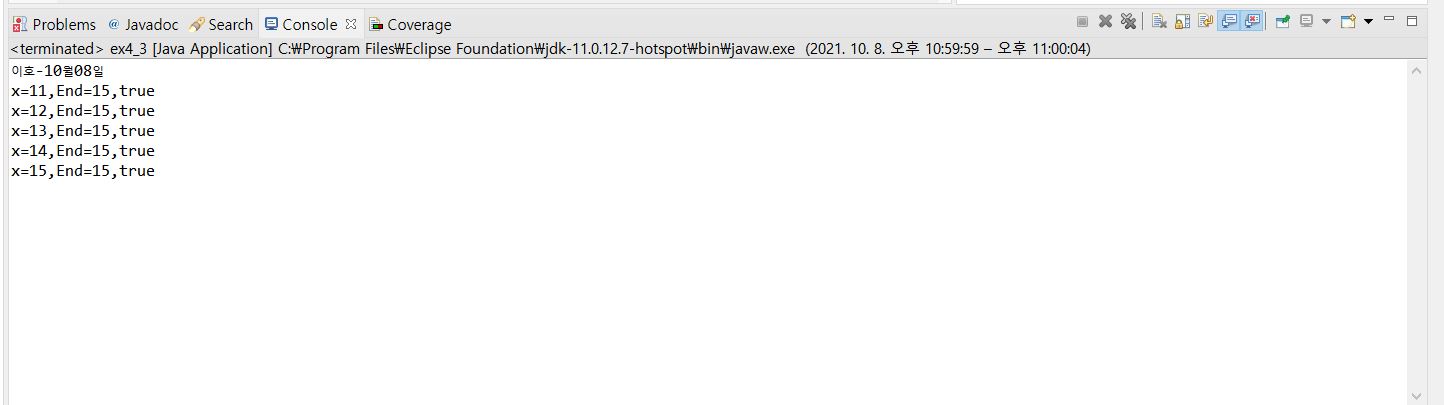 Problems @ Javadoc Search Console Coverage
<terminated> ex4_3 [Java Application] C:₩Program Files₩Eclipse Foundation₩jdk-11.0.12.7-hotspot₩bin₩javaw.exe (2021. 10. 8. 오후 10:59:59 – 오후 11:00:04)
이호-10월08일
x=11,End=15,true
x=12,End=15,true
x=13,End=15,true
x=14,End=15,true
x=15,End=15,true